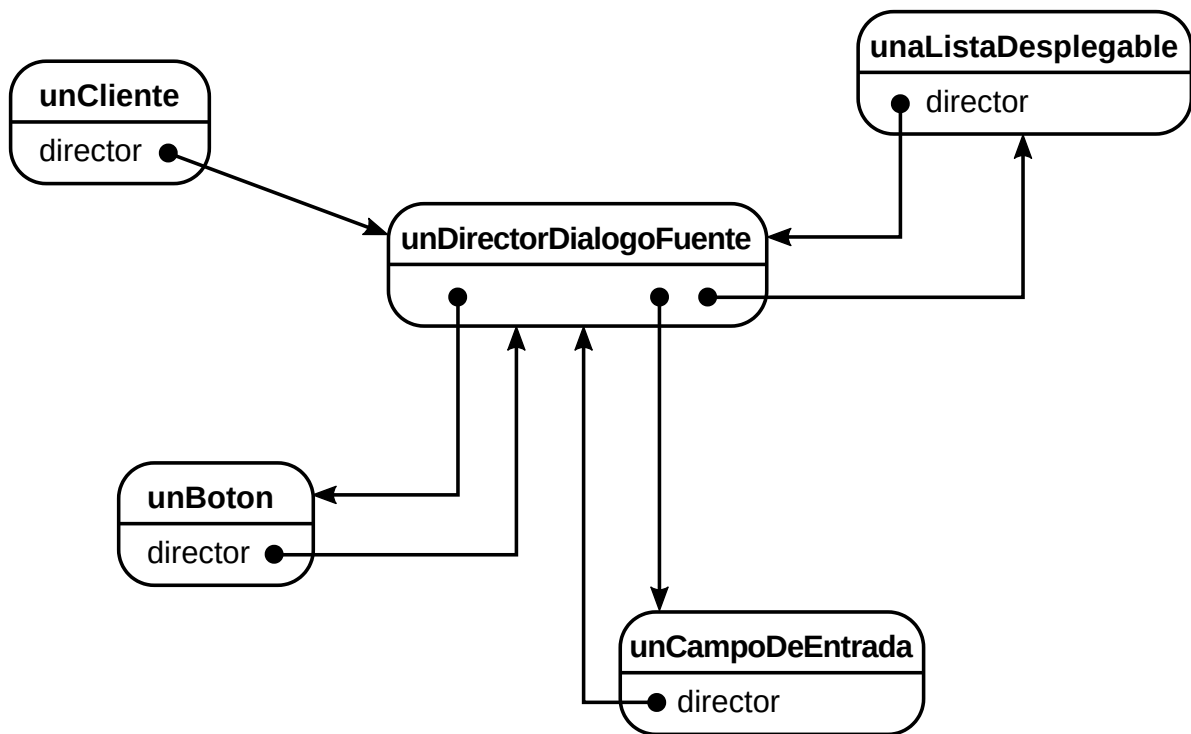 unCliente
director
unaListaDesplegable
director
unDirectorDialogoFuente
unBoton
director
unCampoDeEntrada
director